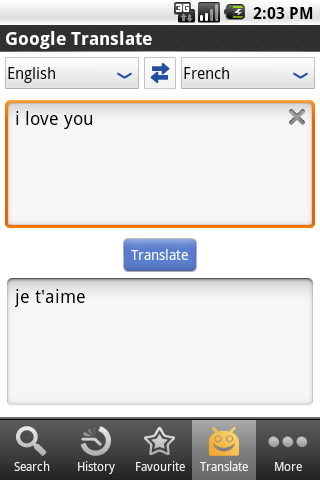 3G 2:03 PM
Google Translate
English French
i love you
Translate
je t'aime
Search History Favourite Translate More